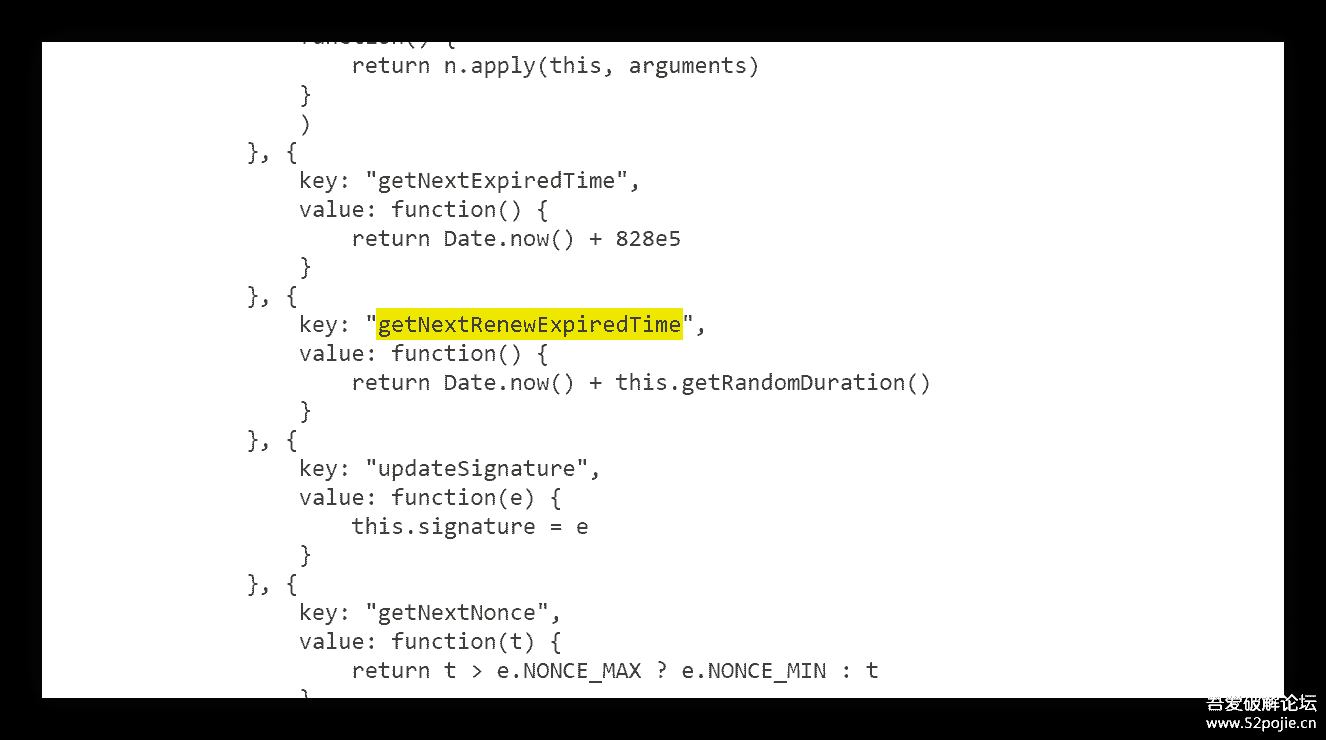 function() {
return n.apply(this, arguments)
}
)
}, {
key: "getNextExpiredTime",
value: function() {
return Date.now() + 828e5
}
}, {
key: "getNextRenewExpiredTime",
value: function() {
return Date.now() + this.getRandomDuration()
}
}, {
key: "updateSignature",
value: function(e) {
this.signature = e
}
}, {
key: "getNextNonce",
value: function(t) {
return t > e.NONCE_MAX ? e.NONCE_MIN : t
}
吾爱破解论坛
www.52pojie.cn